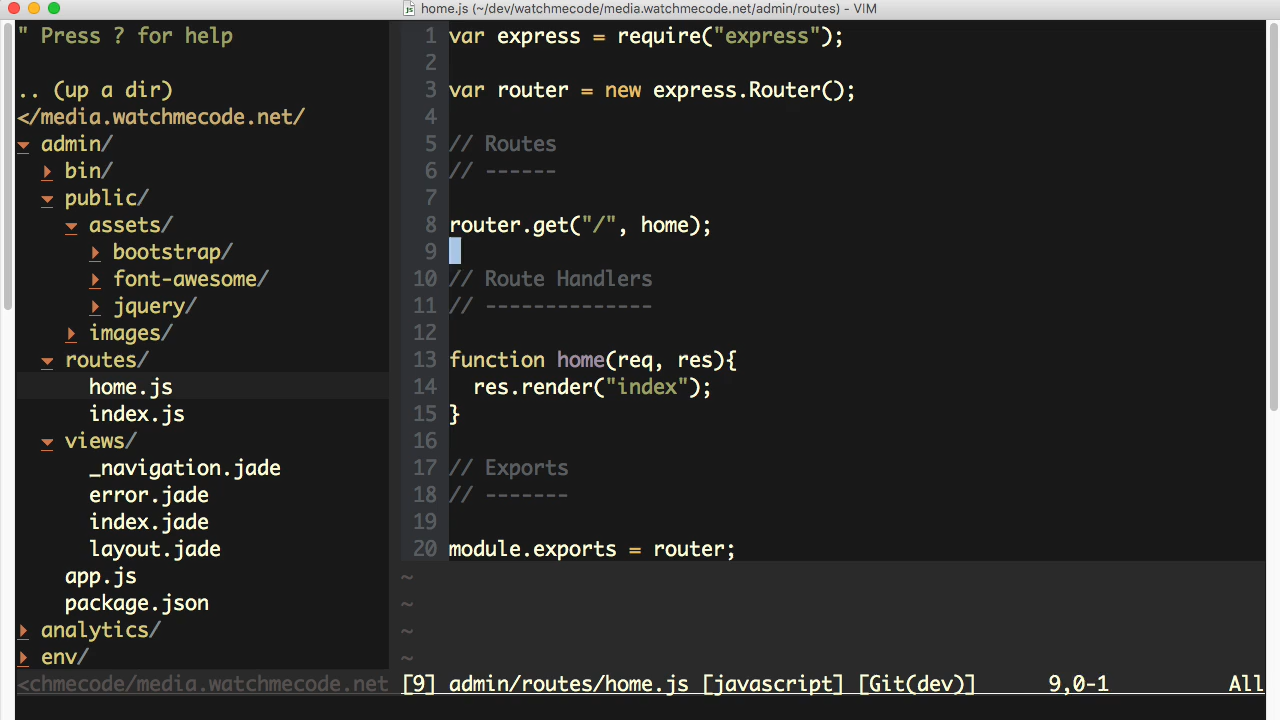 home.js (~/dev/watchmecode/media.watchmecode.net/admin/routes) - VIM
" Press ? for help
.. (up a dir)
</media.watchmecode.net/
▾ admin/
▸ bin/
▾ public/
▾ assets/
▸ bootstrap/
▸ font-awesome/
▸ jquery/
▸ images/
▾ routes/
home.js
index.js
▾ views/
_navigation.jade
error.jade
index.jade
layout.jade
app.js
package.json
▸ analytics/
▸ env/
<chmecode/media.watchmecode.net
1 var express = require("express");
2
3 var router = new express.Router();
4
5 // Routes
6 // ------
7
8 router.get("/", home);
9
10 // Route Handlers
11 // --------------
12
13 function home(req, res){
14   res.render("index");
15 }
16
17 // Exports
18 // -------
19
20 module.exports = router;
~
~
~
~
[9] admin/routes/home.js [javascript] [Git(dev)] 9,0-1 All